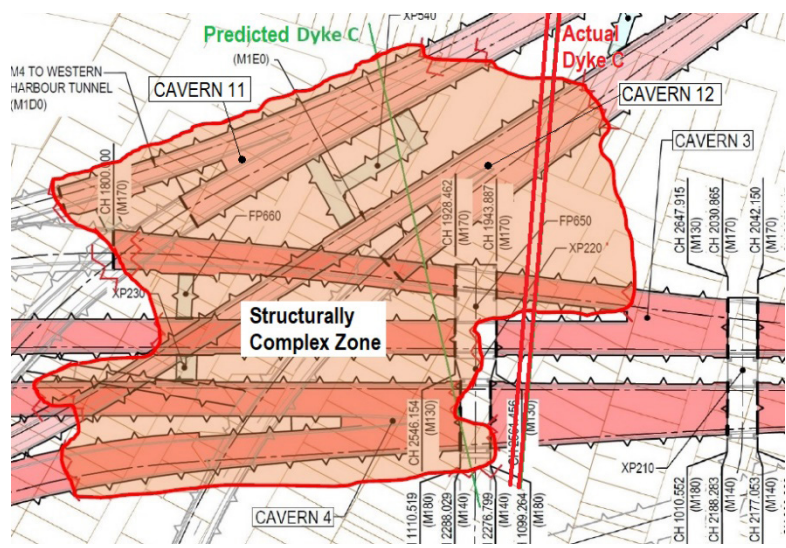 XP540
Predicted Dyke C
(M1E0)
Actual
Dyke C
M4 TO WESTERN
HARBOUR TUNNEL
(M1D0)
CAVERN 11
CAVERN 12
CAVERN 3
CH 1800.000
(M170)
FP660
CH 1928.462
(M170)
CH 1943.887
(M170)
FP650
XP220
CH 2647.915
(M130)
CH 2030.865
(M170)
CH 2042.150
(M170)
XP230
Structurally
Complex Zone
CH 2546.154
(M130)
(M130)
XP210
CAVERN 4
1110.519
(M180)
2288.029
(M140)
2276.799
(M140)
1099.264
(M180)
CH 1010.552
(M180)
CH 2188.283
(M140)
CH 2177.053
(M140)